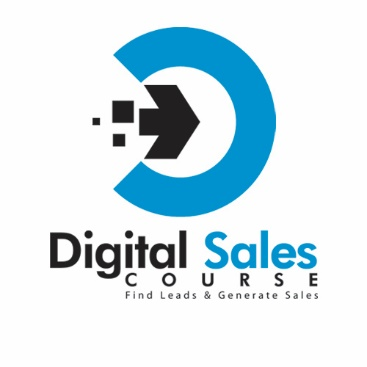 Digital Sales
COURSE
Find Leads & Generate Sales